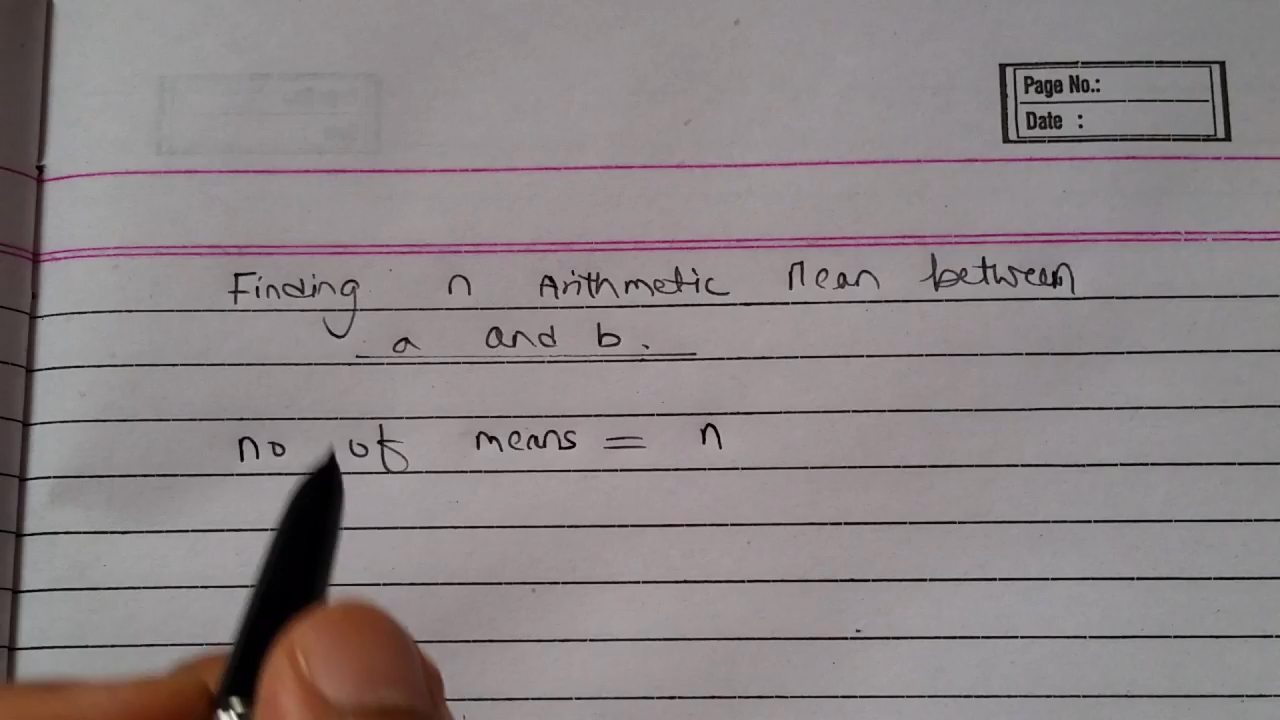 Page No.:
Date :
Finding n Arithmetic Mean between
a and b.
no of means = n